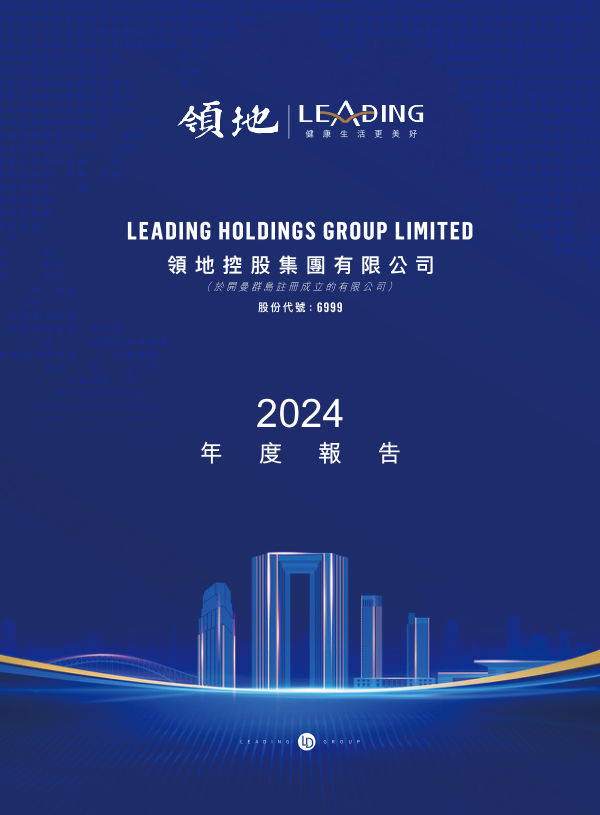 領地 LEADING
健康生活更美好
LEADING HOLDINGS GROUP LIMITED
領地控股集團有限公司
（於開曼群島註冊成立的有限公司）
股份代號：6999
2024
年度報告
LEADING LD GROUP